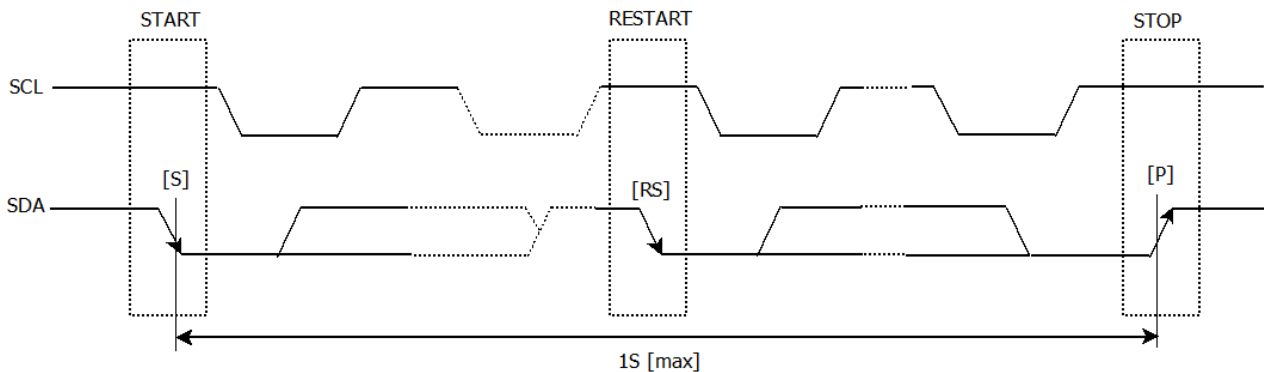 START
RESTART
STOP
SCL
[S]
[RS]
[P]
SDA
1S [max]